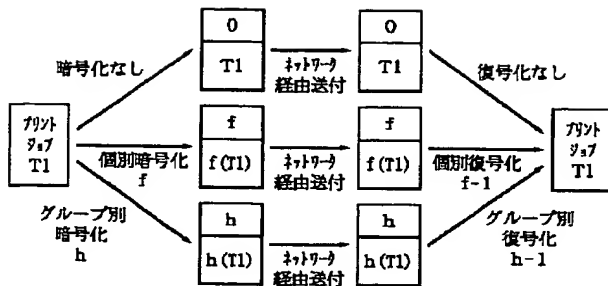 プリント
ジョブ
T1
暗号化なし
個別暗号化
f
グループ別
暗号化
h
0
T1
ネットワーク
経由送付
0
T1
復号化なし
f
f(T1)
ネットワーク
経由送付
f
f(T1)
個別復号化
f-1
h
h(T1)
ネットワーク
経由送付
h
h(T1)
グループ別
復号化
h-1
プリント
ジョブ
T1